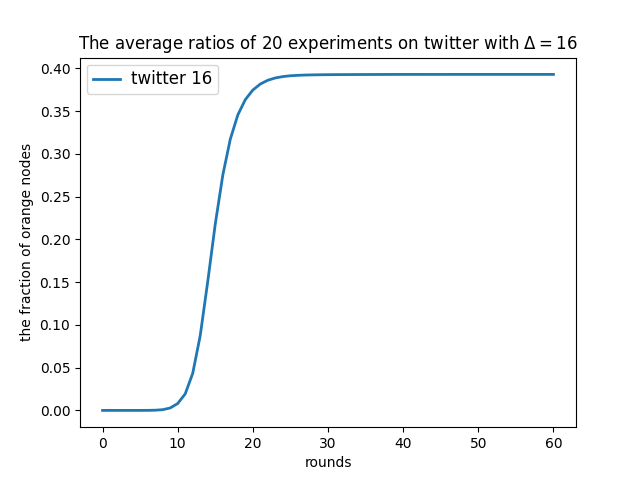 The average ratios of 20 experiments on twitter with Δ = 16
twitter 16
the fraction of orange nodes
0.40
0.35
0.30
0.25
0.20
0.15
0.10
0.05
0.00
0 10 20 30 40 50 60
rounds